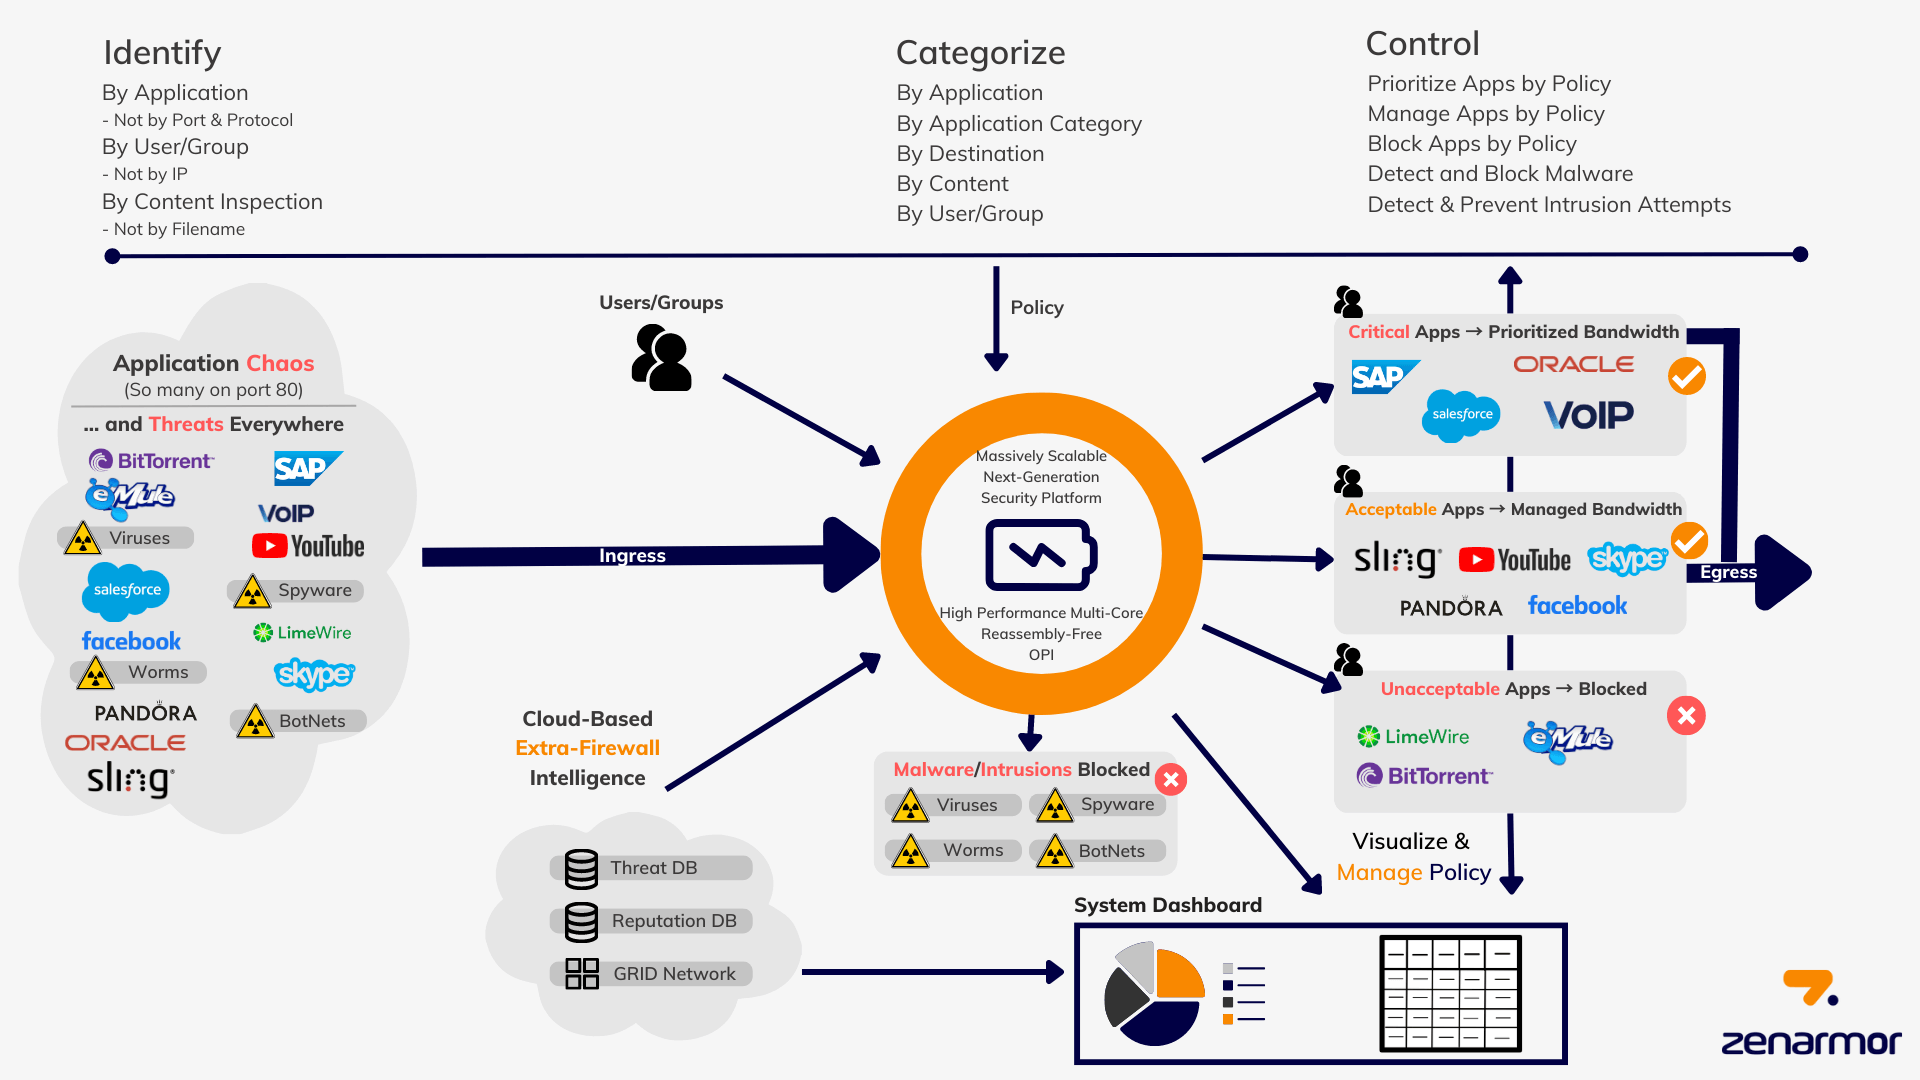 Identify
By Application
- Not by Port & Protocol
By User/Group
- Not by IP
By Content Inspection
- Not by Filename
Categorize
By Application
By Application Category
By Destination
By Content
By User/Group
Control
Prioritize Apps by Policy
Manage Apps by Policy
Block Apps by Policy
Detect and Block Malware
Detect & Prevent Intrusion Attempts
Application Chaos
(So many on port 80)
... and Threats Everywhere
BitTorrent
SAP
eMule
VoIP
Viruses
YouTube
salesforce
Spyware
facebook
LimeWire
Worms
skype
PANDÖRA
BotNets
ORACLE
sling
Users/Groups
Policy
Ingress
Massively Scalable
Next-Generation
Security Platform
High Performance Multi-Core
Reassembly-Free
OPI
Cloud-Based
Extra-Firewall
Intelligence
Threat DB
Reputation DB
GRID Network
Malware/Intrusions Blocked
Viruses
Spyware
Worms
BotNets
Critical Apps → Prioritized Bandwidth
SAP
ORACLE
salesforce
VoIP
Acceptable Apps → Managed Bandwidth
sling
YouTube
skype
PANDÖRA
facebook
Egress
Unacceptable Apps → Blocked
LimeWire
eMule
BitTorrent
Visualize &
Manage Policy
System Dashboard
zenarmor